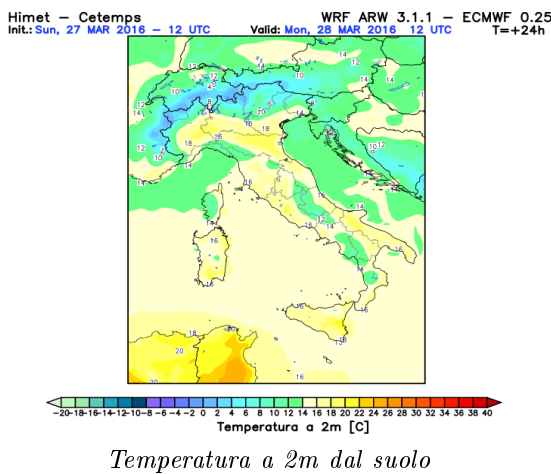 Himet – Cetemps WRF ARW 3.1.1 – ECMWF 0.25
Init.: Sun, 27 MAR 2016 – 12 UTC Valid: Mon, 28 MAR 2016 12 UTC T=+24h
-20 -18 -16 -14 -12 -10 -8 -6 -4 -2 0 2 4 6 8 10 12 14 16 18 20 22 24 26 28 30 32 34 36 38 40
Temperatura a 2m [C]
Temperatura a 2m dal suolo